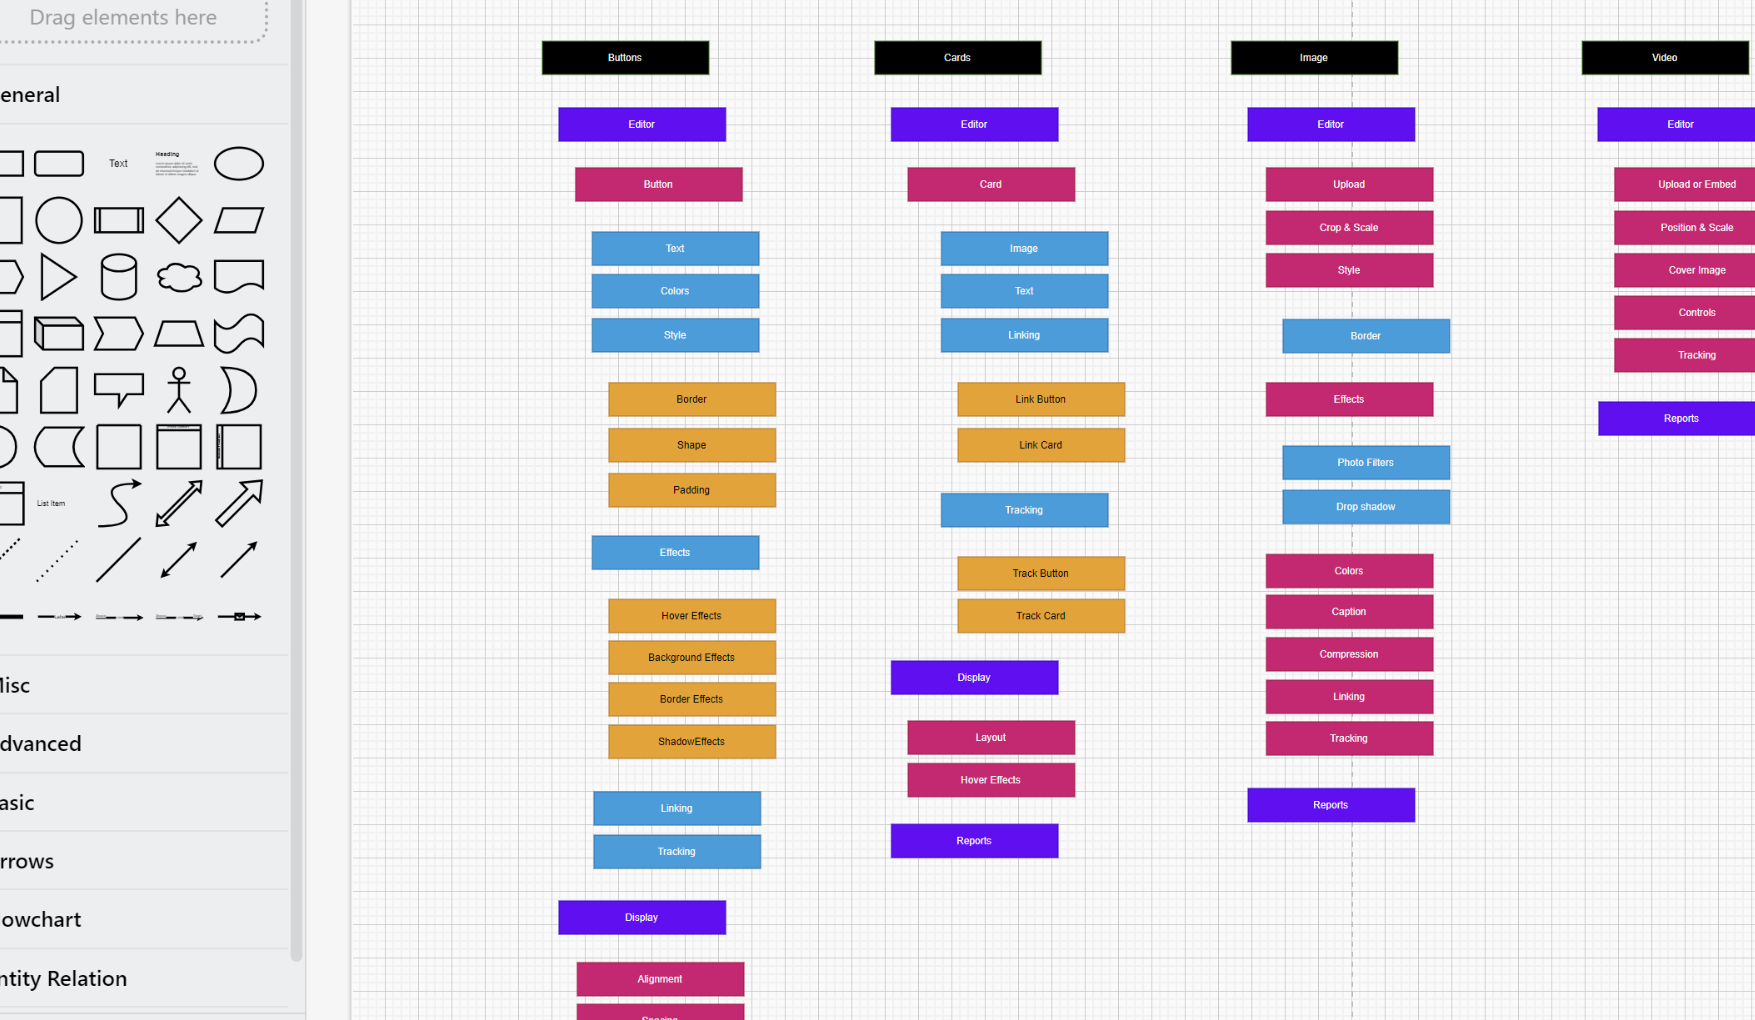 Drag elements here
eneral
Text
Heading
List Item
isc
dvanced
asic
rrows
owchart
ntity Relation
Buttons
Editor
Button
Text
Colors
Style
Border
Shape
Padding
Effects
Hover Effects
Background Effects
Border Effects
ShadowEffects
Linking
Tracking
Display
Alignment
Spacing
Cards
Editor
Card
Image
Text
Linking
Link Button
Link Card
Tracking
Track Button
Track Card
Display
Layout
Hover Effects
Reports
Image
Editor
Upload
Crop & Scale
Style
Border
Effects
Photo Filters
Drop shadow
Colors
Caption
Compression
Linking
Tracking
Reports
Video
Editor
Upload or Embed
Position & Scale
Cover Image
Controls
Tracking
Reports